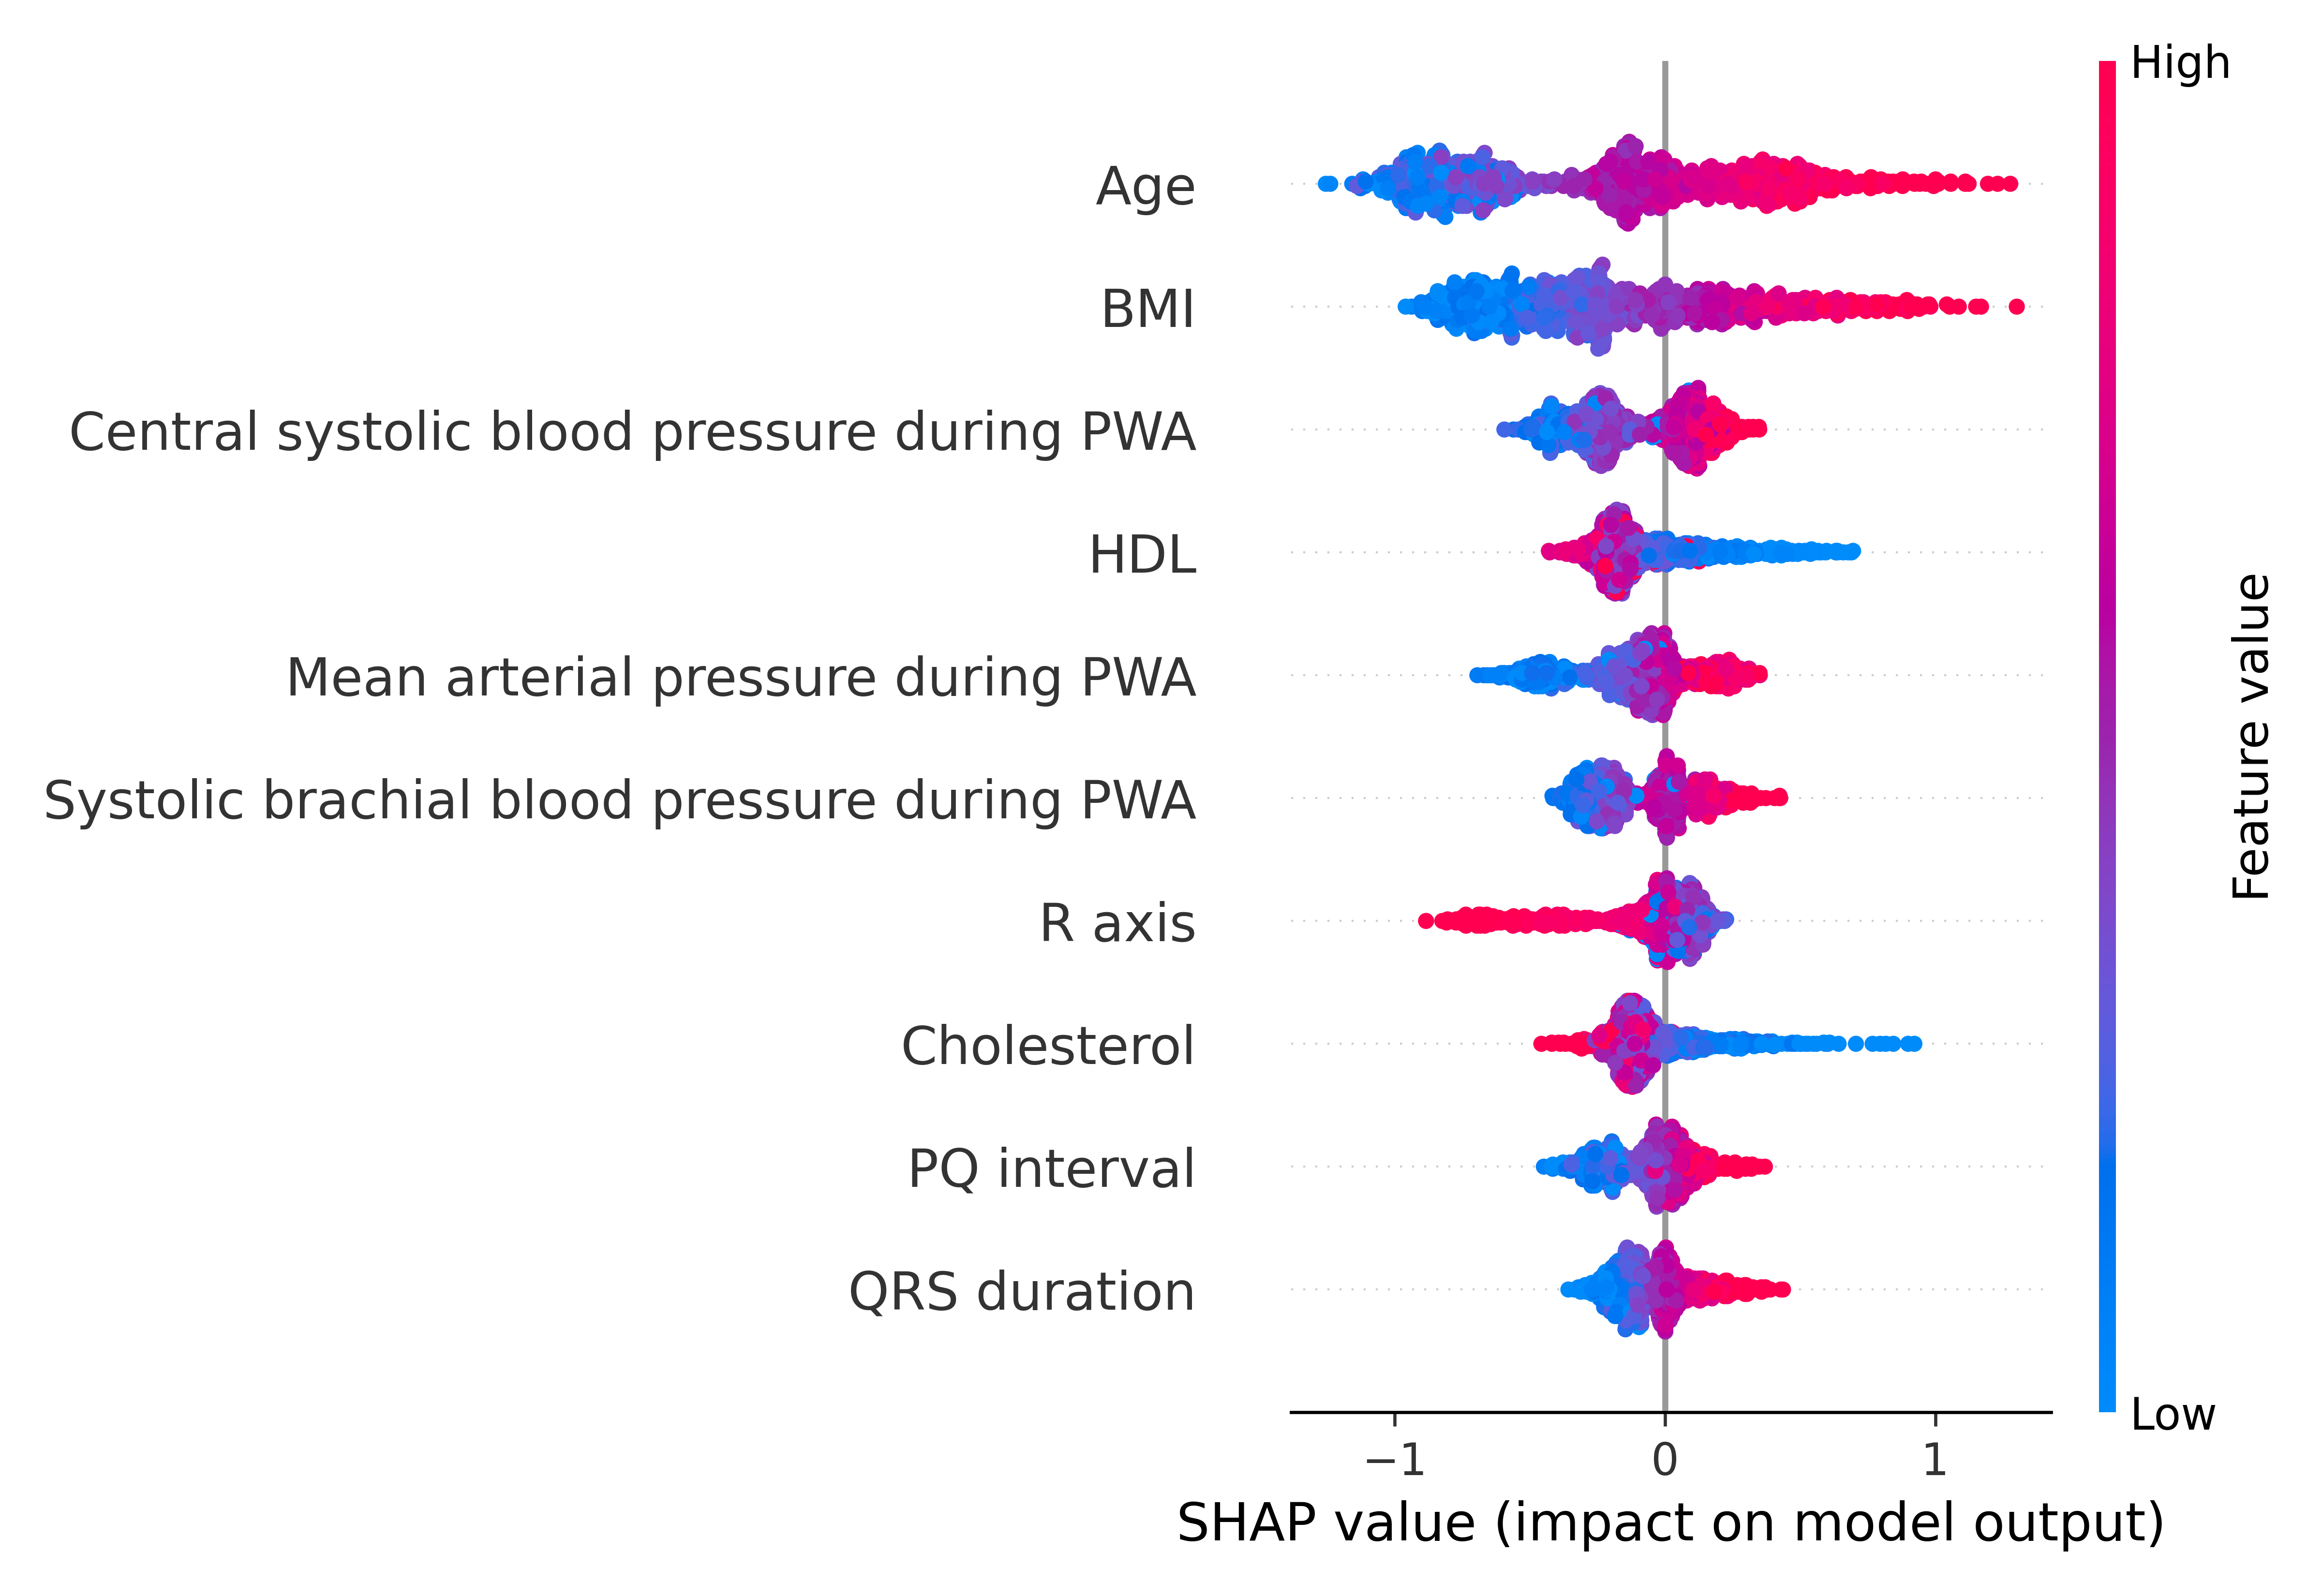 High
Age
BMI
Central systolic blood pressure during PWA
HDL
Mean arterial pressure during PWA
Systolic brachial blood pressure during PWA
R axis
Cholesterol
PQ interval
QRS duration
Feature value
Low
−1 0 1
SHAP value (impact on model output)